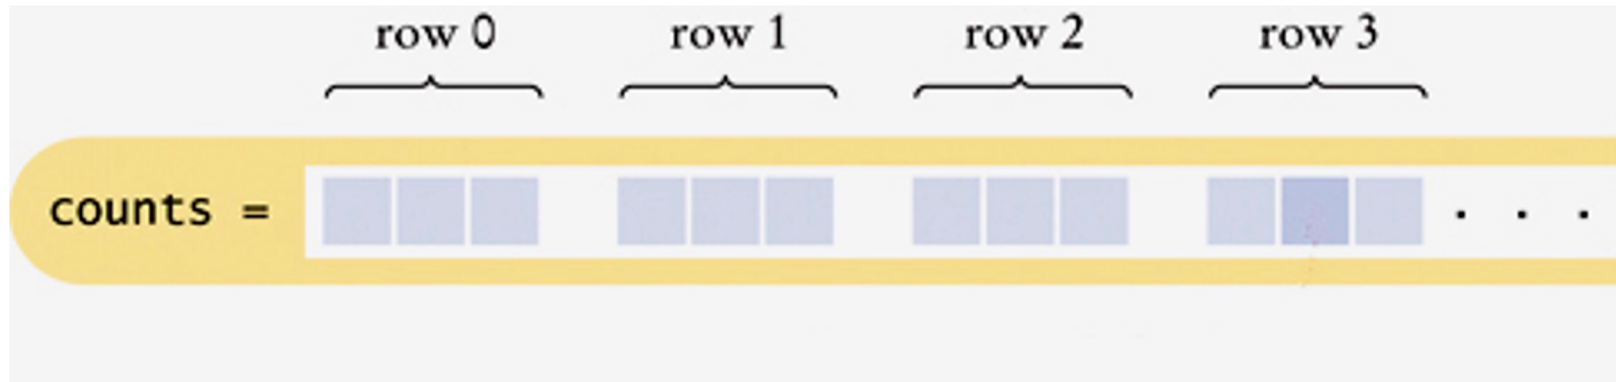 row 0 row 1 row 2 row 3
counts = . . .